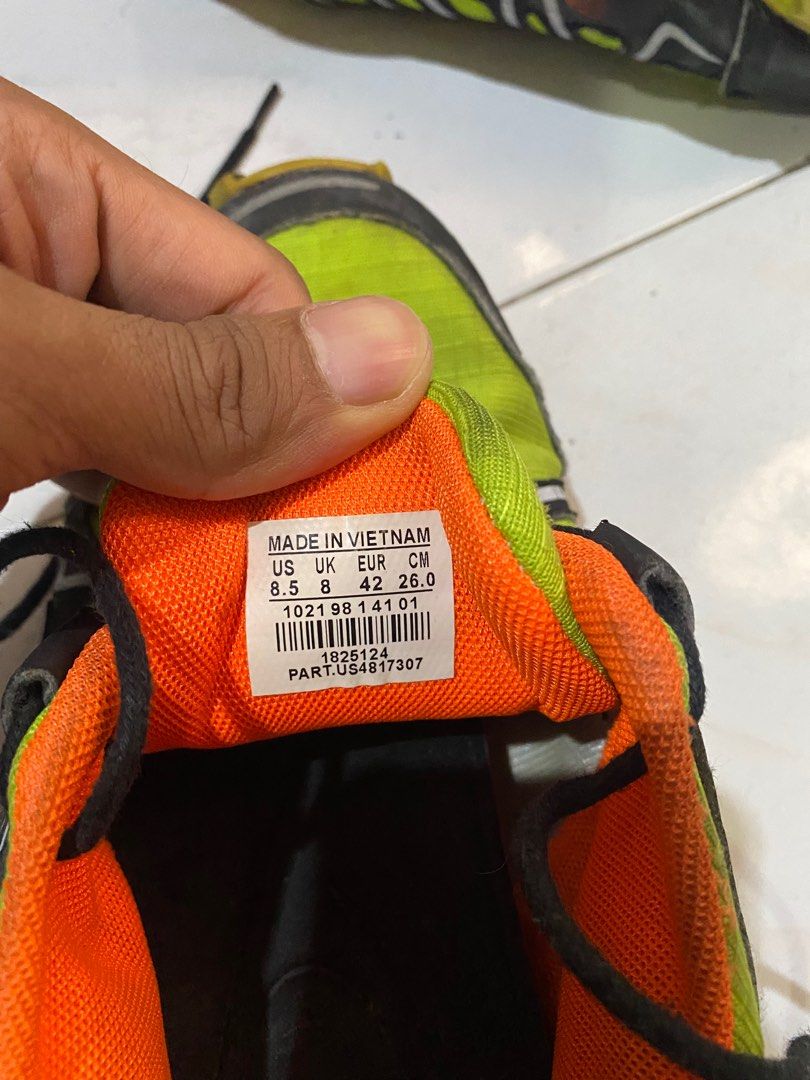 MADE IN VIETNAM
US UK EUR CM
8.5 8 42 26.0
1021 98 1 41 01
1825124
PART.US4817307